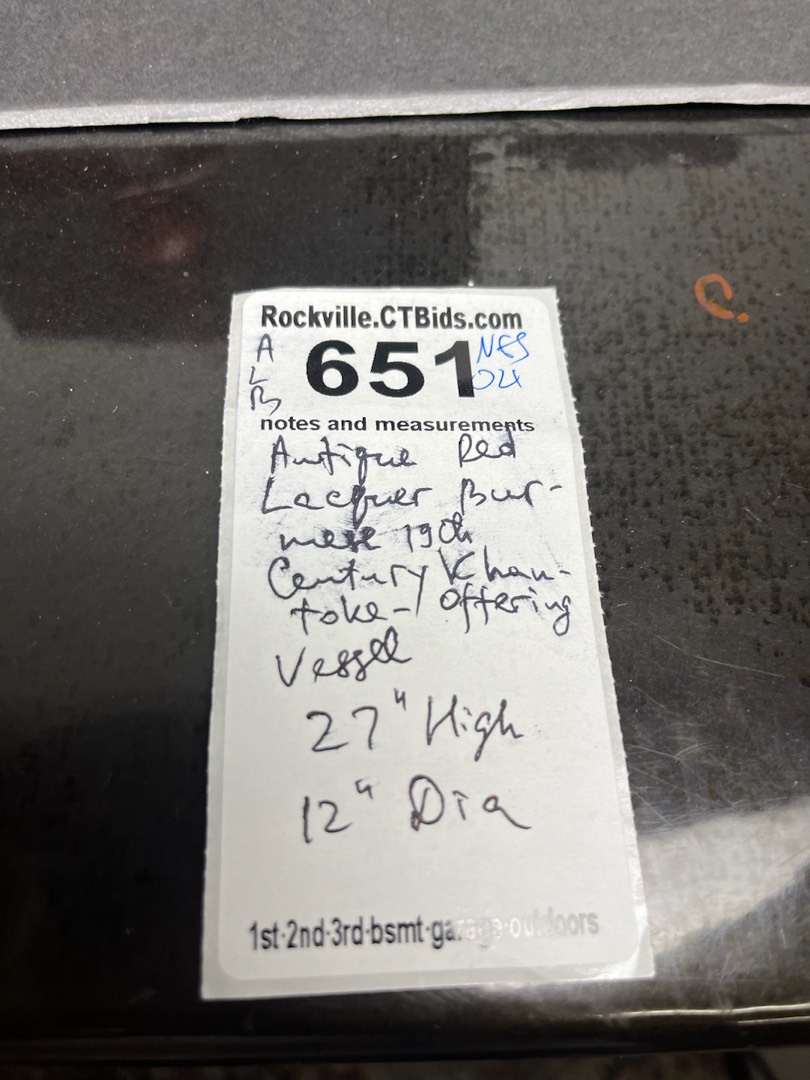 Rockville.CTBids.com
A
L
B
651
NES
04
notes and measurements
Antique Red
Lacquer Bur-
mese 19th
Century Khan-
toke-/ offering
Vessel
27" High
12" Dia
1st·2nd·3rd·bsmt·garage·outdoors
C.